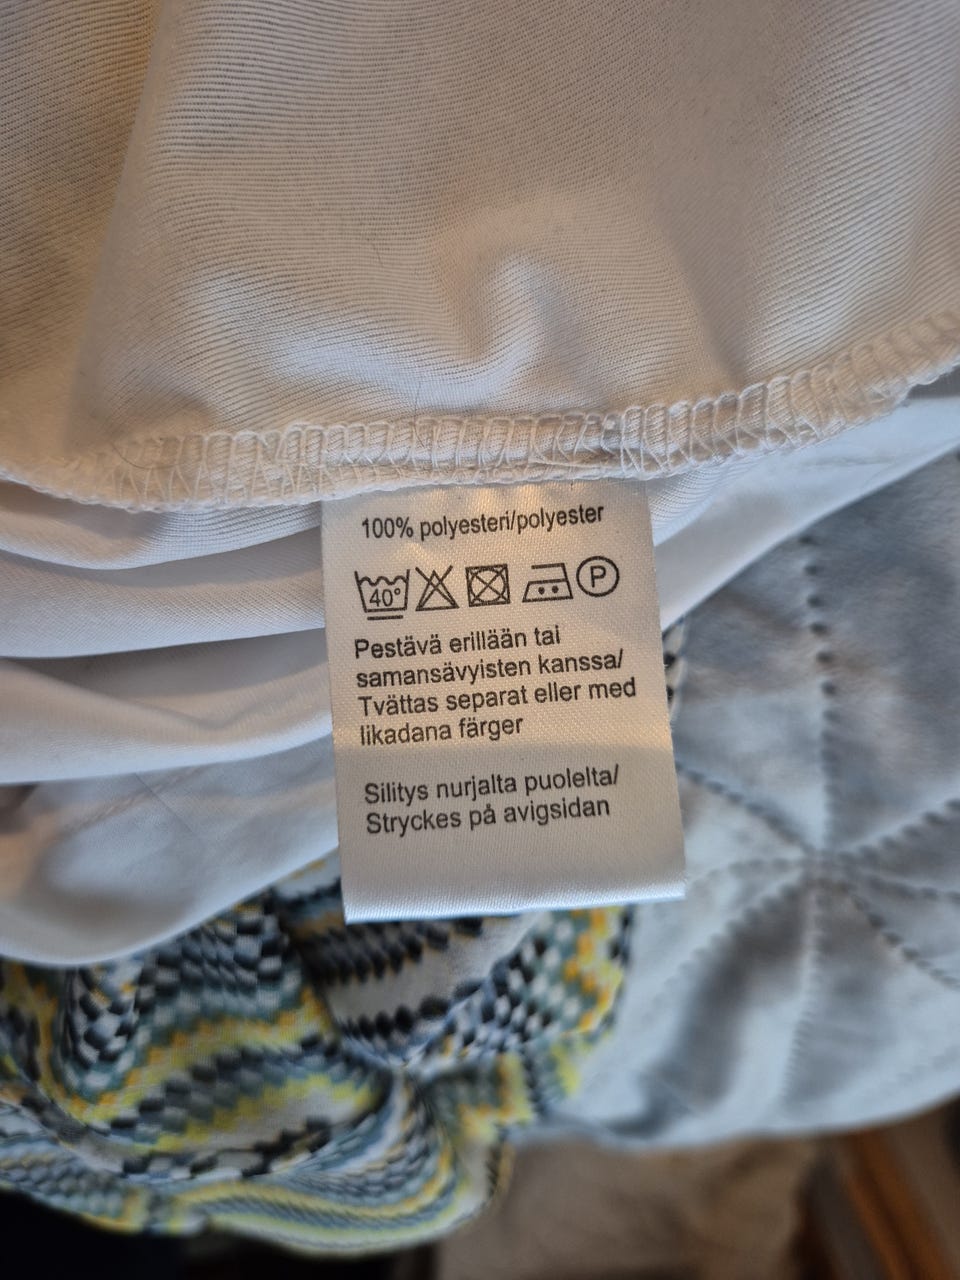 100% polyesteri/polyester
40° P
Pestävä erillään tai
samansävyisten kanssa/
Tvättas separat eller med
likadana färger
Silitys nurjalta puolelta/
Stryckes på avigsidan